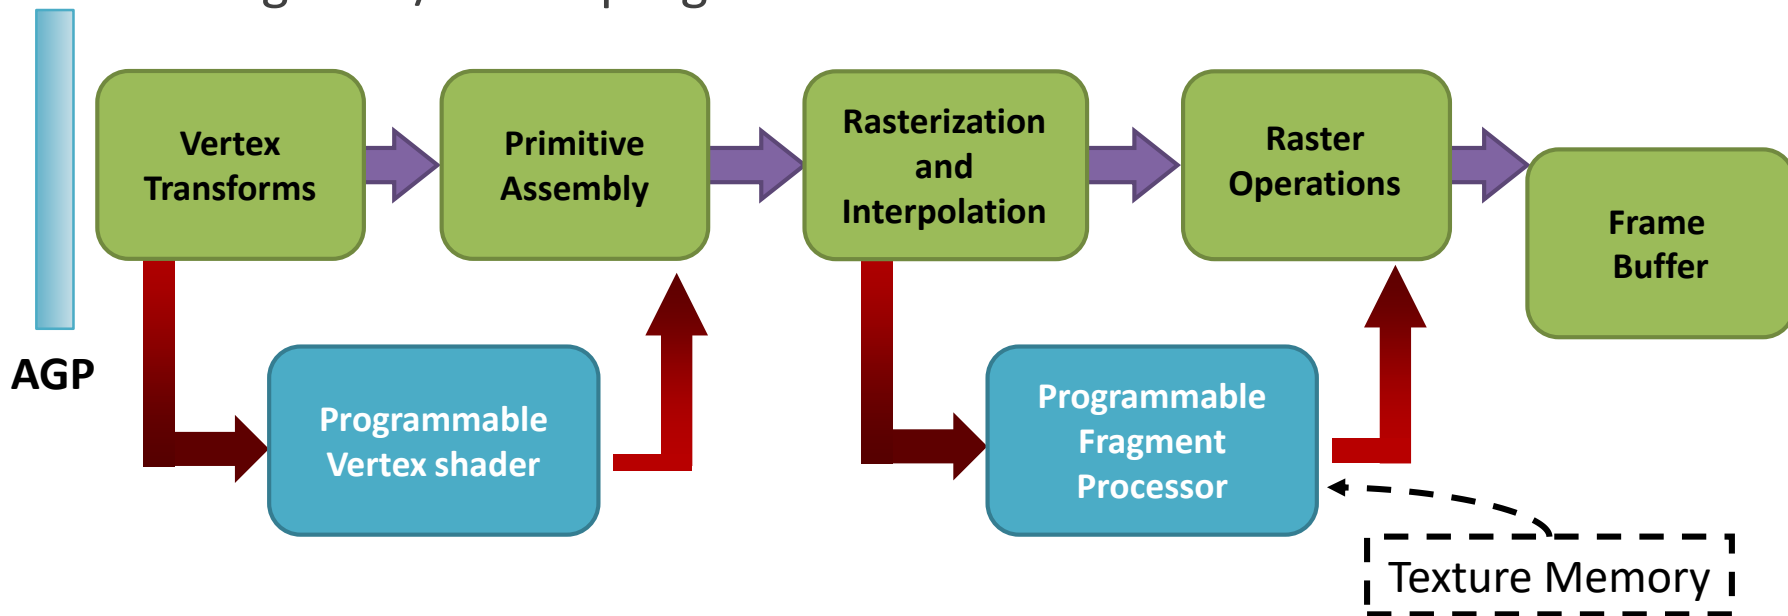 Vertex
Transforms
Primitive
Assembly
Rasterization
and
Interpolation
Raster
Operations
Frame
Buffer
AGP
Programmable
Vertex shader
Programmable
Fragment
Processor
Texture Memory